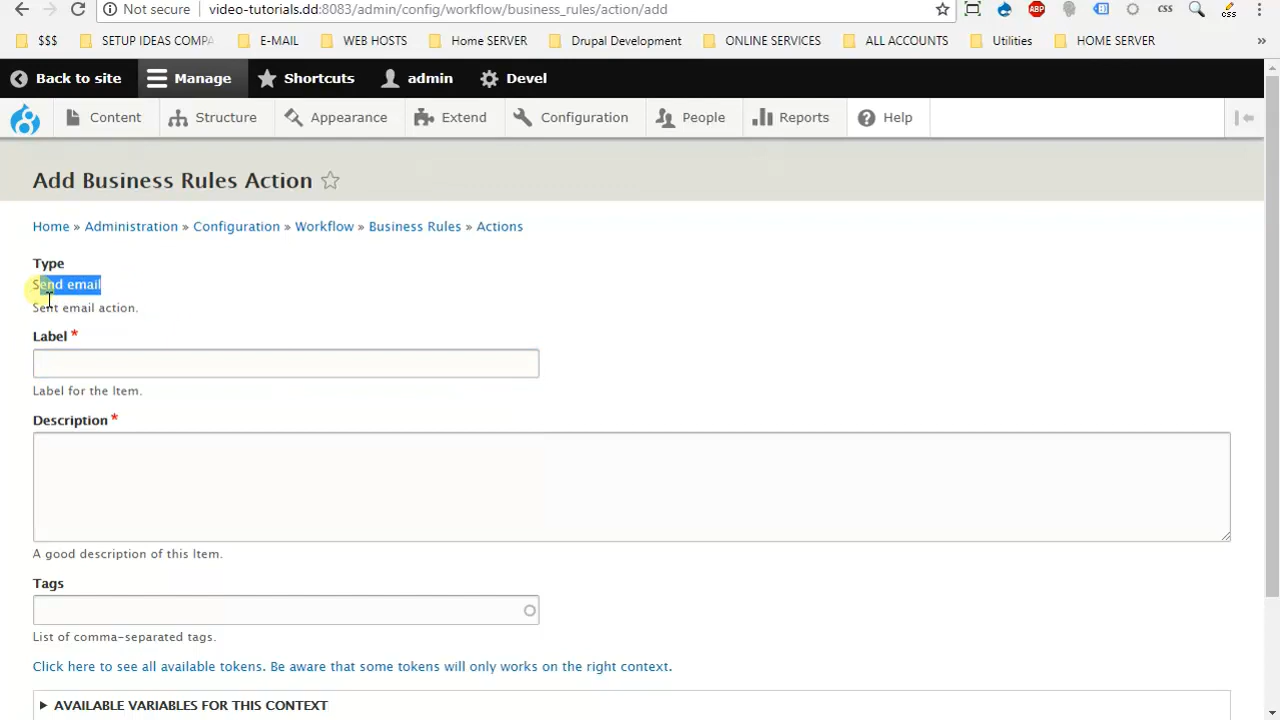 Not secure video-tutorials.dd:8083/admin/config/workflow/business_rules/action/add ABP css css
$$$ SETUP IDEAS COMPA E-MAIL WEB HOSTS Home SERVER Drupal Development ONLINE SERVICES ALL ACCOUNTS Utilities HOME SERVER »
Back to site Manage Shortcuts admin Devel
Content Structure Appearance Extend Configuration People Reports Help
Add Business Rules Action
Home » Administration » Configuration » Workflow » Business Rules » Actions
Type
Send email
Sent email action.
Label *
Label for the Item.
Description *
A good description of this Item.
Tags
List of comma-separated tags.
Click here to see all available tokens. Be aware that some tokens will only works on the right context.
AVAILABLE VARIABLES FOR THIS CONTEXT